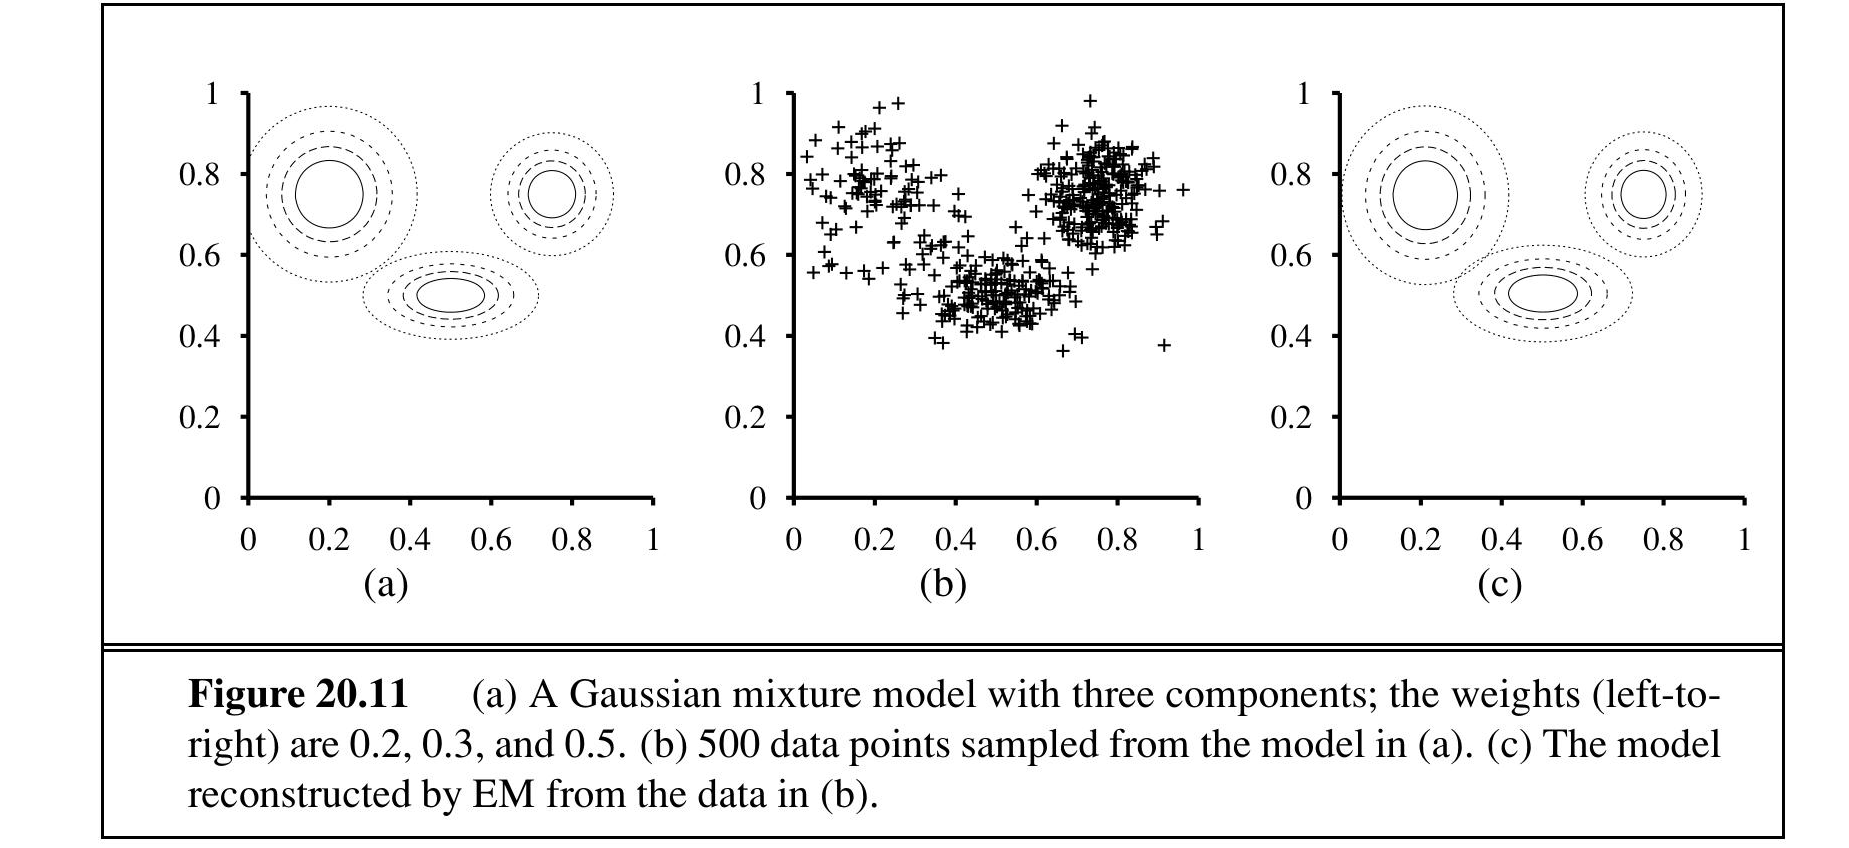 1
0.8
0.6
0.4
0.2
0
0 0.2 0.4 0.6 0.8 1
(a)
1
0.8
0.6
0.4
0.2
0
0 0.2 0.4 0.6 0.8 1
(b)
1
0.8
0.6
0.4
0.2
0
0 0.2 0.4 0.6 0.8 1
(c)
Figure 20.11 (a) A Gaussian mixture model with three components; the weights (left-to-
right) are 0.2, 0.3, and 0.5. (b) 500 data points sampled from the model in (a). (c) The model
reconstructed by EM from the data in (b).